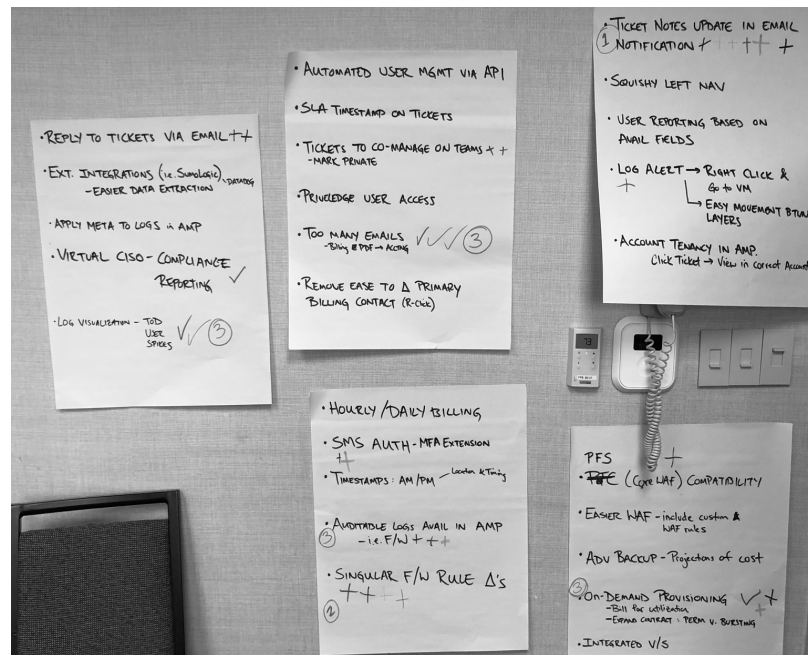 • REPLY TO TICKETS VIA EMAIL ++
• EXT. INTEGRATIONS (i.e. SumoLogic), DATADOG
- EASIER DATA EXTRACTION
• APPLY META TO LOGS in AMP
• VIRTUAL CISO - COMPLIANCE
REPORTING ✓
• LOG VISUALIZATION - TOD ✓✓ 3
USER
SPIKES
• AUTOMATED USER MGMT VIA API
• SLA TIMESTAMP ON TICKETS
• TICKETS TO CO-MANAGE ON TEAMS + +
- MARK PRIVATE
• PRIVELEDGE USER ACCESS
• TOO MANY EMAILS ✓✓✓ 3
- Billing PDF → ACCTNG
• REMOVE EASE TO Δ PRIMARY
BILLING CONTACT (R-Click)
• TICKET NOTES UPDATE IN EMAIL
1 NOTIFICATION + + + + + +
• SQUISHY LEFT NAV
• USER REPORTING BASED ON
AVAIL FIELDS
• LOG ALERT → RIGHT CLICK &
+ GO TO VM
→ EASY MOVEMENT BTWN
LAYERS
• ACCOUNT TENANCY IN AMP.
Click Ticket → View in correct Account
73
• HOURLY/DAILY BILLING
• SMS AUTH - MFA EXTENSION
++
• TIMESTAMPS: AM/PM - Location & Timing
• AUDITABLE LOGS AVAIL IN AMP
3 - i.e. F/W + + +
• SINGULAR F/W RULE Δ's
+ + + +
2
PFS +
• (Core WAF) COMPATIBILITY
• EASIER WAF - include custom &
WAF rules
• ADV BACKUP - Projections of cost
3 • ON-DEMAND PROVISIONING ✓ + +
- Bill for utilization
- EXPAND CONTRACT : PERM V. BURSTING
• INTEGRATED V/S